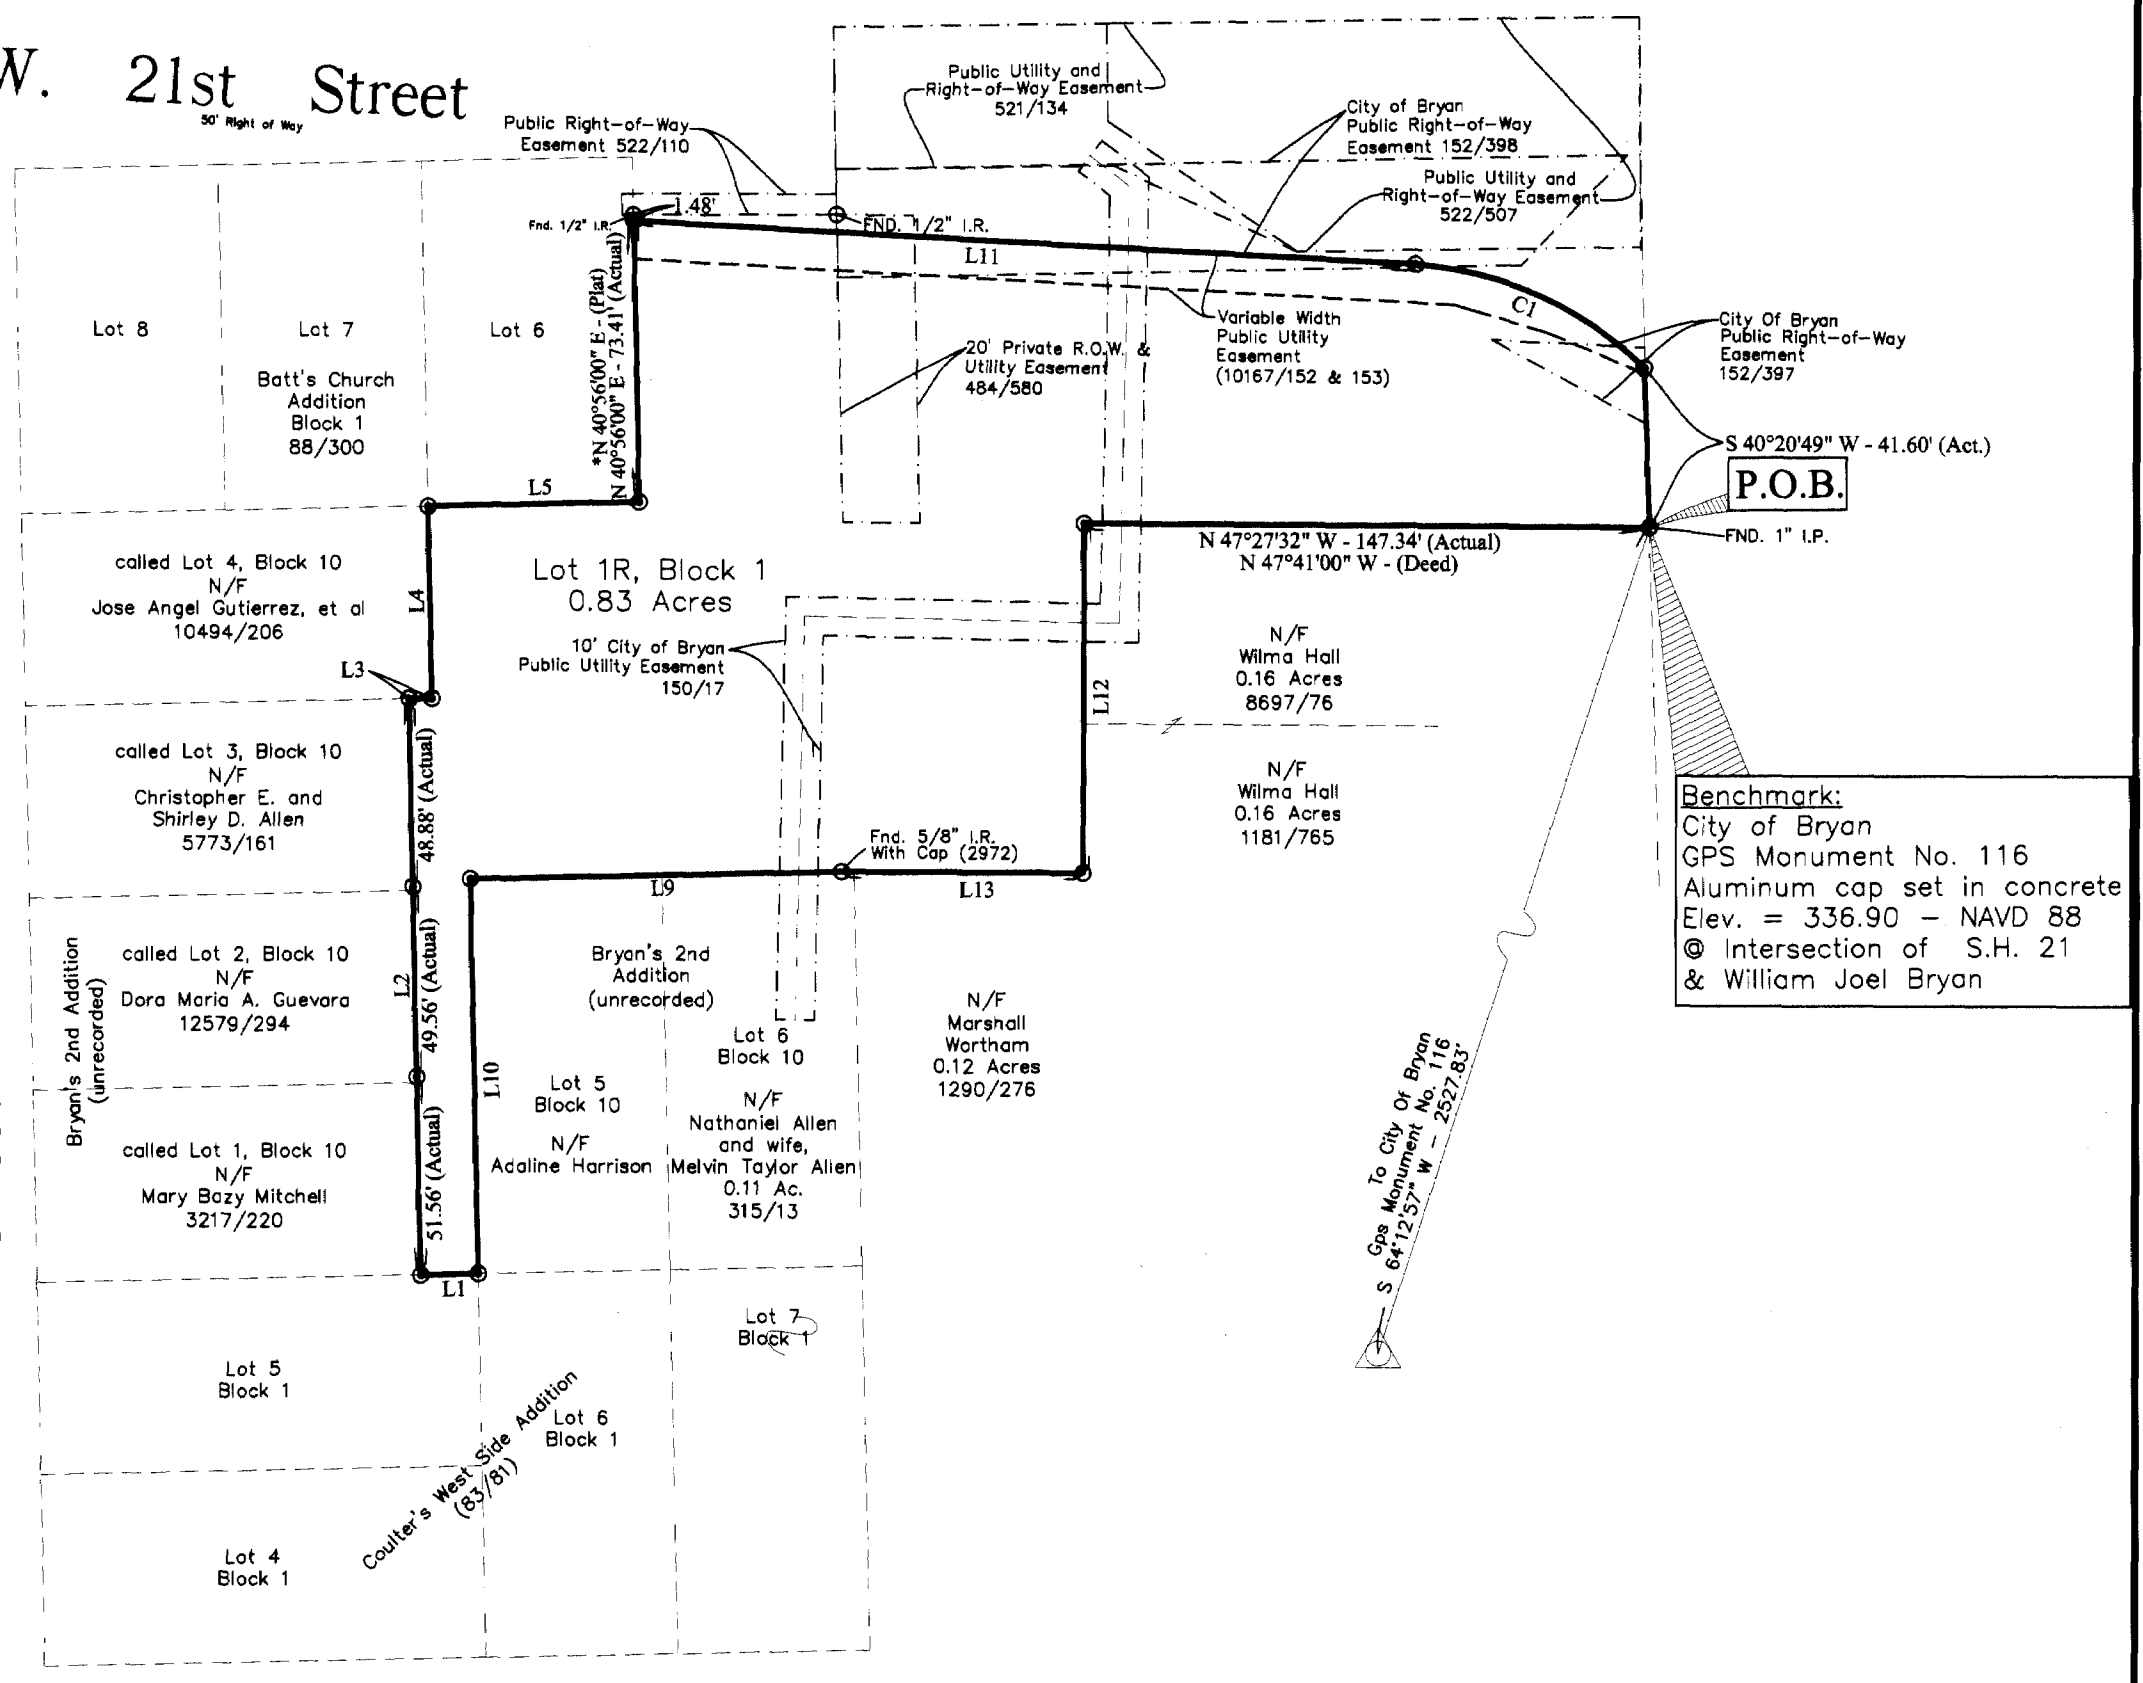 W. 21st Street
50' Right of Way
Public Right-of-Way
Easement 522/110
Public Utility and
Right-of-Way Easement
521/134
City of Bryan
Public Right-of-Way
Easement 152/398
Public Utility and
Right-of-Way Easement
522/507
Fnd. 1/2" I.R.
1.48'
FND. 1/2" I.R.
L11
C1
*N 40°56'00" E - (Plat)
N 40°56'00" E - 73.41' (Actual)
Lot 8
Lot 7
Lot 6
Batt's Church
Addition
Block 1
88/300
20' Private R.O.W. &
Utility Easement
484/580
Variable Width
Public Utility
Easement
(10167/152 & 153)
City Of Bryan
Public Right-of-Way
Easement
152/397
S 40°20'49" W - 41.60' (Act.)
P.O.B.
FND. 1" I.P.
L5
L4
L3
N 47°27'32" W - 147.34' (Actual)
N 47°41'00" W - (Deed)
called Lot 4, Block 10
N/F
Jose Angel Gutierrez, et al
10494/206
Lot 1R, Block 1
0.83 Acres
10' City of Bryan
Public Utility Easement
150/17
N/F
Wilma Hall
0.16 Acres
8697/76
L12
called Lot 3, Block 10
N/F
Christopher E. and
Shirley D. Allen
5773/161
48.88' (Actual)
N/F
Wilma Hall
0.16 Acres
1181/765
Fnd. 5/8" I.R.
With Cap (2972)
L9
L13
Benchmark:
City of Bryan
GPS Monument No. 116
Aluminum cap set in concrete
Elev. = 336.90 - NAVD 88
@ Intersection of S.H. 21
& William Joel Bryan
Bryan's 2nd Addition
(unrecorded)
called Lot 2, Block 10
N/F
Dora Maria A. Guevara
12579/294
L2
49.56' (Actual)
Bryan's 2nd
Addition
(unrecorded)
Lot 6
Block 10
N/F
Marshall
Wortham
0.12 Acres
1290/276
L10
Lot 5
Block 10
N/F
Adaline Harrison
N/F
Nathaniel Allen
and wife,
Melvin Taylor Allen
0.11 Ac.
315/13
called Lot 1, Block 10
N/F
Mary Bazy Mitchell
3217/220
51.56' (Actual)
L1
To City Of Bryan
Gps Monument No. 116
S 64°12'57" W - 2527.83'
Lot 7
Block 1
Lot 5
Block 1
Lot 6
Block 1
Coulter's West Side Addition
(83/81)
Lot 4
Block 1